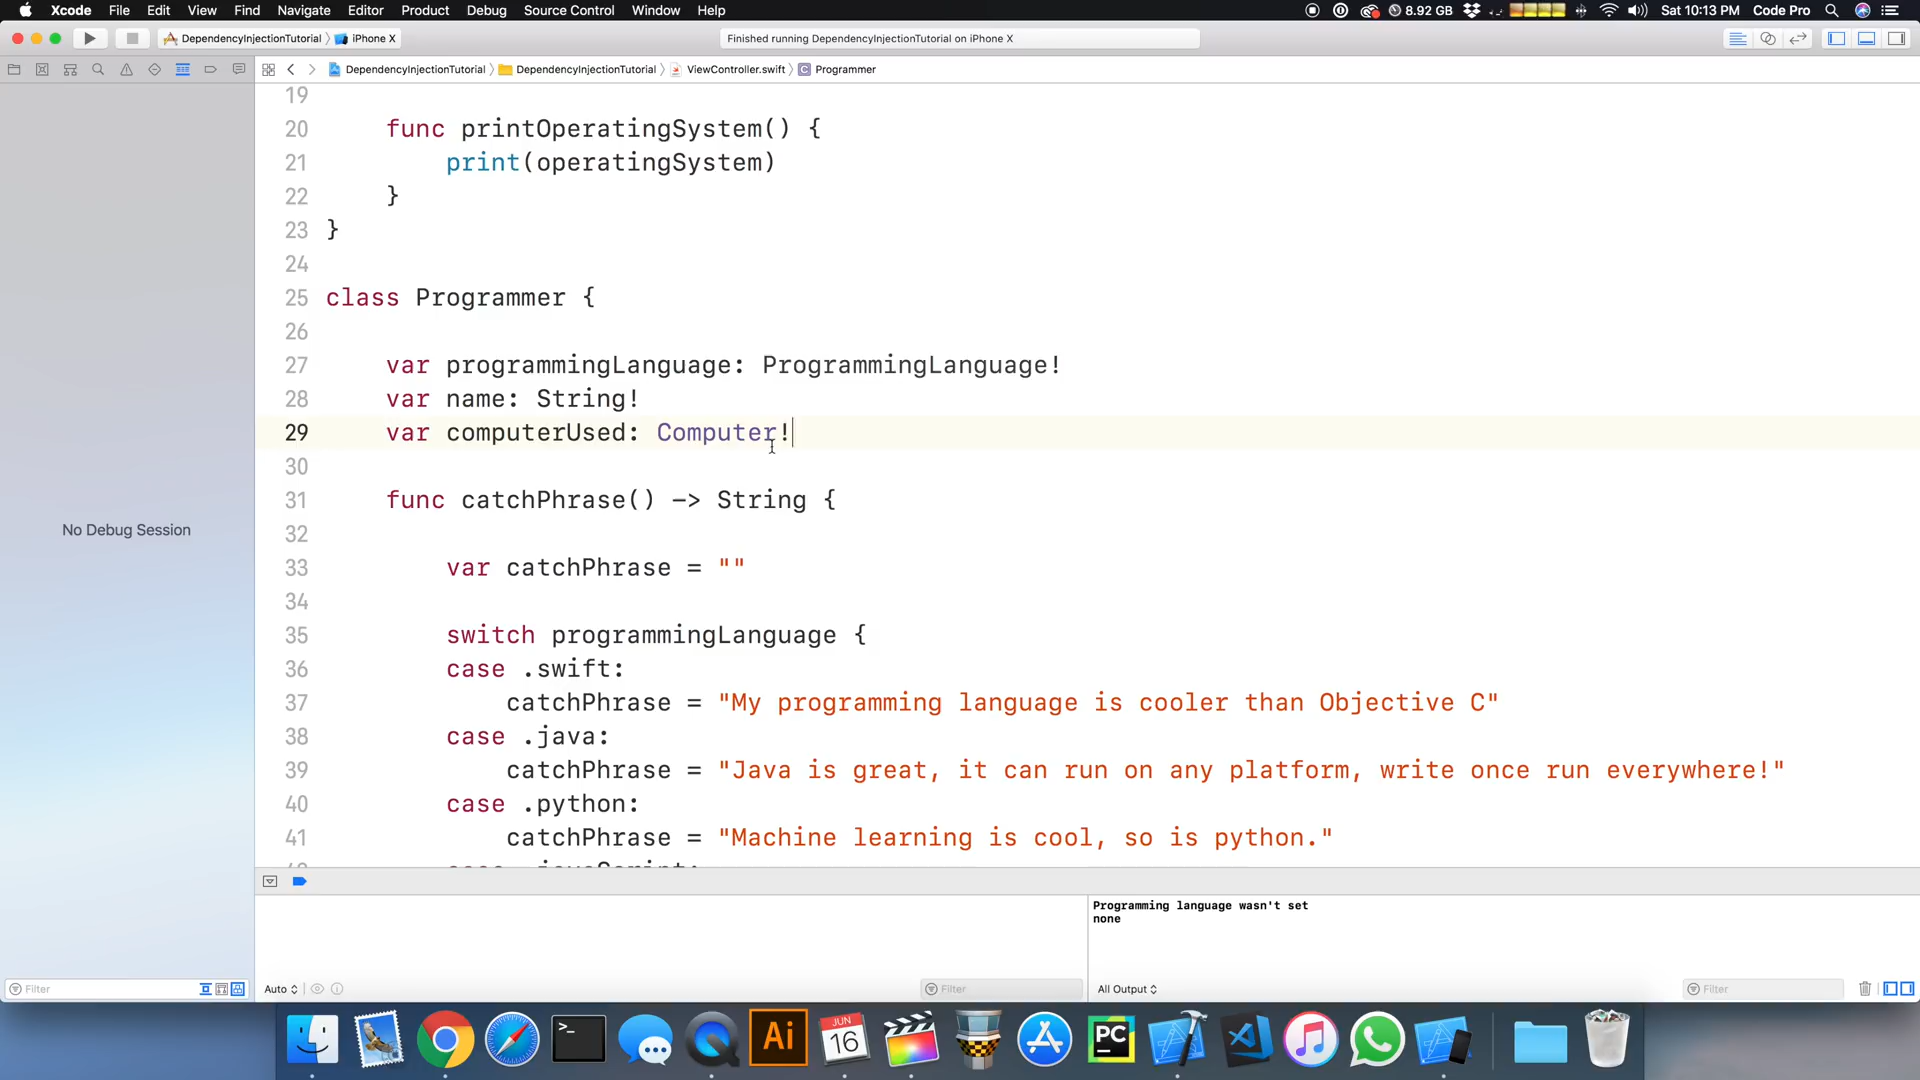 Xcode File Edit View Find Navigate Editor Product Debug Source Control Window Help 8.92 GB Sat 10:13 PM Code Pro
DependencyInjectionTutorial iPhone X Finished running DependencyInjectionTutorial on iPhone X
DependencyInjectionTutorial DependencyInjectionTutorial ViewController.swift C Programmer
19
20 func printOperatingSystem() {
21 print(operatingSystem)
22 }
23 }
24
25 class Programmer {
26
27 var programmingLanguage: ProgrammingLanguage!
28 var name: String!
29 var computerUsed: Computer!
30
31 func catchPhrase() -> String {
32
33 var catchPhrase = ""
34
35 switch programmingLanguage {
36 case .swift:
37 catchPhrase = "My programming language is cooler than Objective C"
38 case .java:
39 catchPhrase = "Java is great, it can run on any platform, write once run everywhere!"
40 case .python:
41 catchPhrase = "Machine learning is cool, so is python."
No Debug Session
Programming language wasn't set
none
Filter Auto Filter All Output Filter
Ai JUN 16 PC